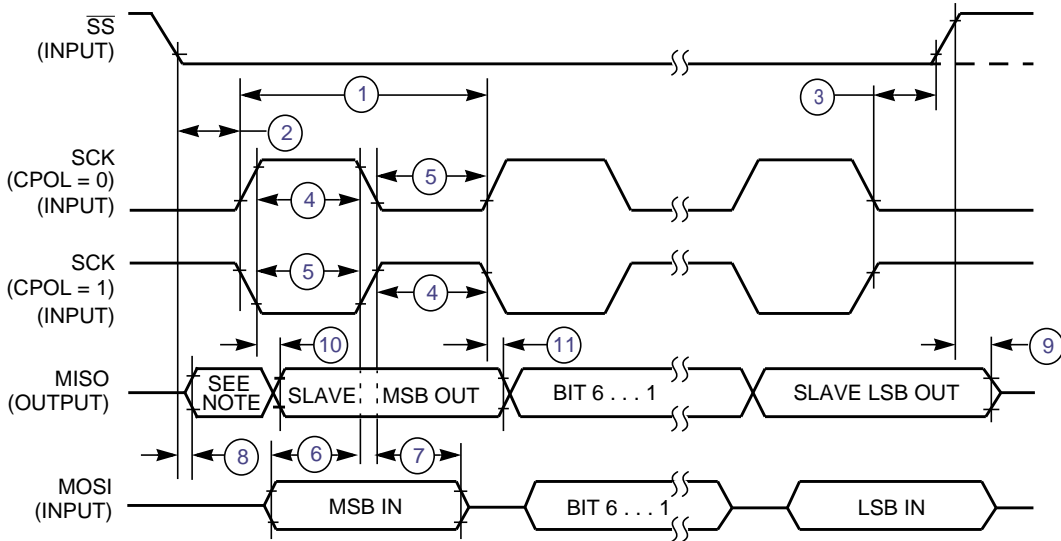 SS
(INPUT)
1
3
2
SCK
(CPOL = 0)
(INPUT)
5
4
SCK
(CPOL = 1)
(INPUT)
5
4
10
11
9
MISO
(OUTPUT)
SEE
NOTE
SLAVE
MSB OUT
BIT 6 . . . 1
SLAVE LSB OUT
8
6
7
MOSI
(INPUT)
MSB IN
BIT 6 . . . 1
LSB IN